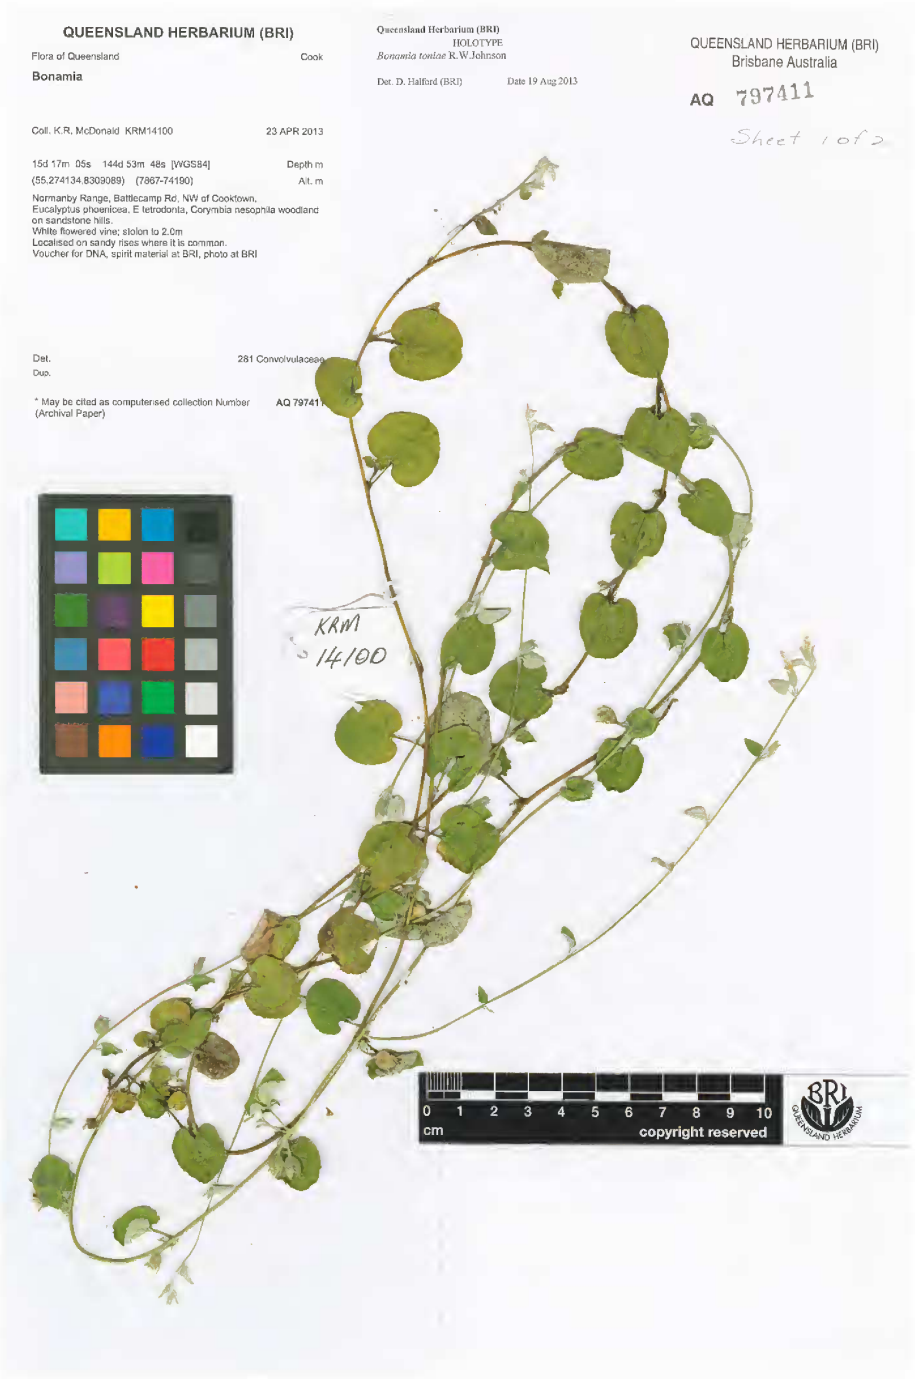 QUEENSLAND HERBARIUM (BRI)
Flora of Queensland Cook
Bonamia
Coll. K.R. McDonald KRM14100 23 APR 2013
15d 17m 05s 144d 53m 48s [WGS84] Depth m
(55.274134.8309089) (7867-74190) Alt. m
Normanby Range, Battlecamp Rd, NW of Cooktown.
Eucalyptus phoenicea, E tetrodonta, Corymbia nesophila woodland
on sandstone hills.
White flowered vine; stolon to 2.0m
Localised on sandy rises where it is common.
Voucher for DNA, spirit material at BRI, photo at BRI
Det. 281 Convolvulaceae
Dup.
* May be cited as computerised collection Number AQ 797411
(Archival Paper)
Queensland Herbarium (BRI)
HOLOTYPE
Bonamia toniae R.W.Johnson
Det. D. Halford (BRI) Date 19 Aug 2013
QUEENSLAND HERBARIUM (BRI)
Brisbane Australia
AQ 797411
Sheet 1 of 2
KRM
14100
0 1 2 3 4 5 6 7 8 9 10
cm copyright reserved
BRI
QUEENSLAND HERBARIUM